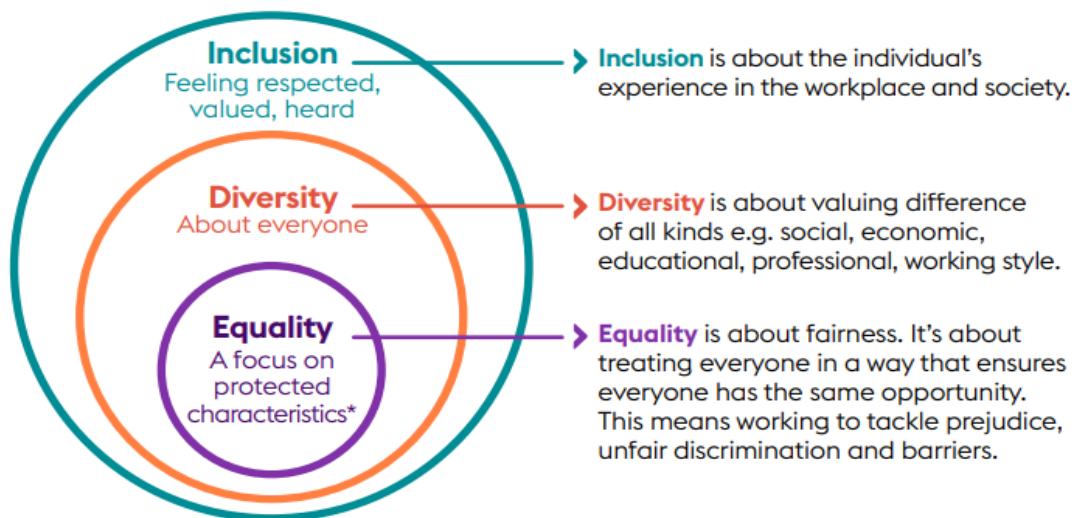 Inclusion
Feeling respected,
valued, heard
Inclusion is about the individual’s
experience in the workplace and society.
Diversity
About everyone
Diversity is about valuing difference
of all kinds e.g. social, economic,
educational, professional, working style.
Equality
A focus on
protected
characteristics*
Equality is about fairness. It’s about
treating everyone in a way that ensures
everyone has the same opportunity.
This means working to tackle prejudice,
unfair discrimination and barriers.